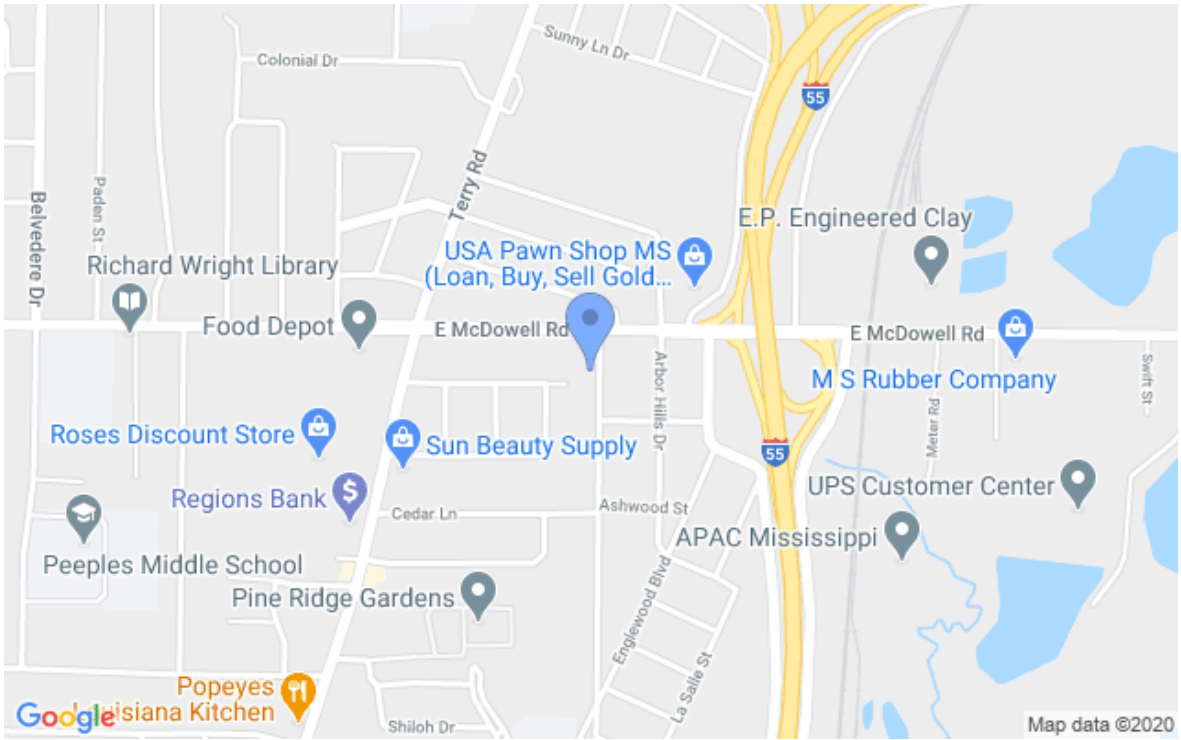 Sunny Ln Dr
Colonial Dr
55
Terry Rd
Paden St
Belvedere Dr
E.P. Engineered Clay
USA Pawn Shop MS
(Loan, Buy, Sell Gold...
Richard Wright Library
Food Depot
E McDowell Rd
E McDowell Rd
Arbor Hills Dr
M S Rubber Company
Swift St
Meter Rd
Roses Discount Store
Sun Beauty Supply
55
Regions Bank
$
UPS Customer Center
Cedar Ln
Ashwood St
APAC Mississippi
Peeples Middle School
Pine Ridge Gardens
Englewood Blvd
La Salle St
Popeyes
Louisiana Kitchen
Google
Shiloh Dr
Map data ©2020